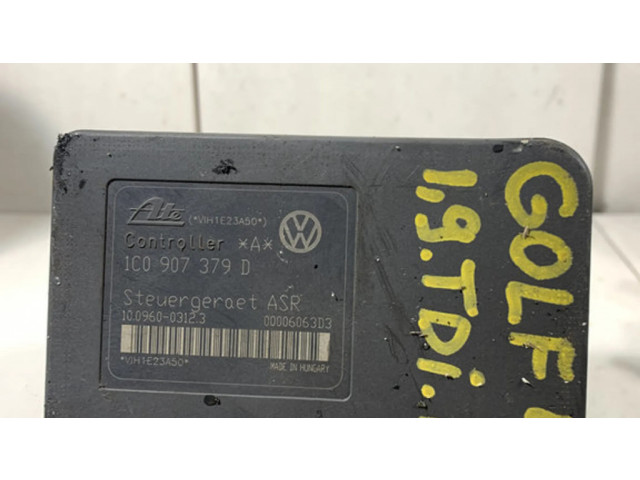 Ate (*VIH1E23A50*)
Controller *A*
1C0 907 379 D
Steuergeraet ASR
10.0960-0312.3 00006063D3
*VIH1E23A50*
MADE IN HUNGARY
GOLF
1,9.TDi.